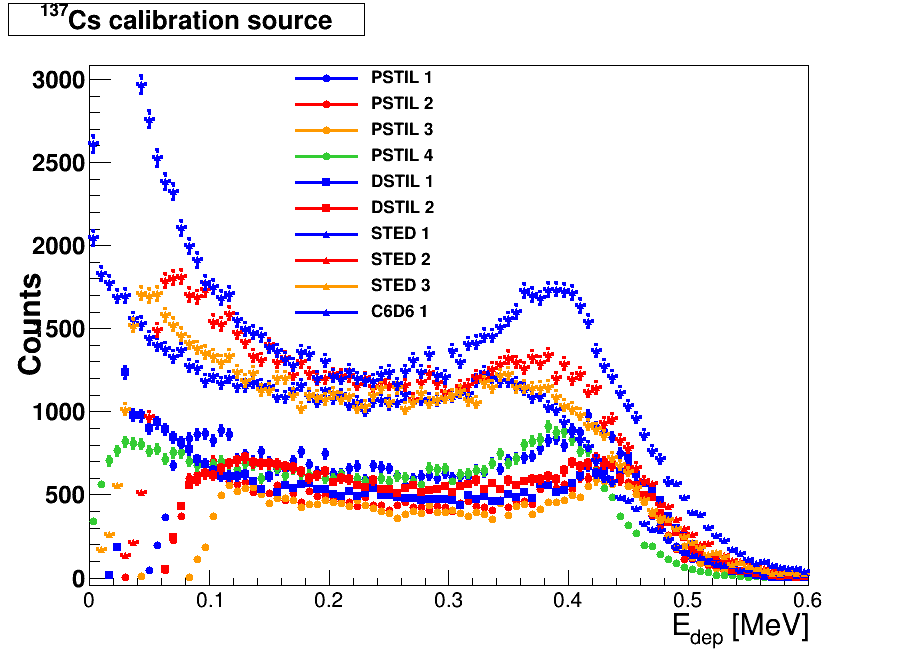 ¹³⁷Cs calibration source
3000
2500
2000
1500
1000
500
0
Counts
PSTIL 1
PSTIL 2
PSTIL 3
PSTIL 4
DSTIL 1
DSTIL 2
STED 1
STED 2
STED 3
C6D6 1
0 0.1 0.2 0.3 0.4 0.5 0.6
E_dep [MeV]